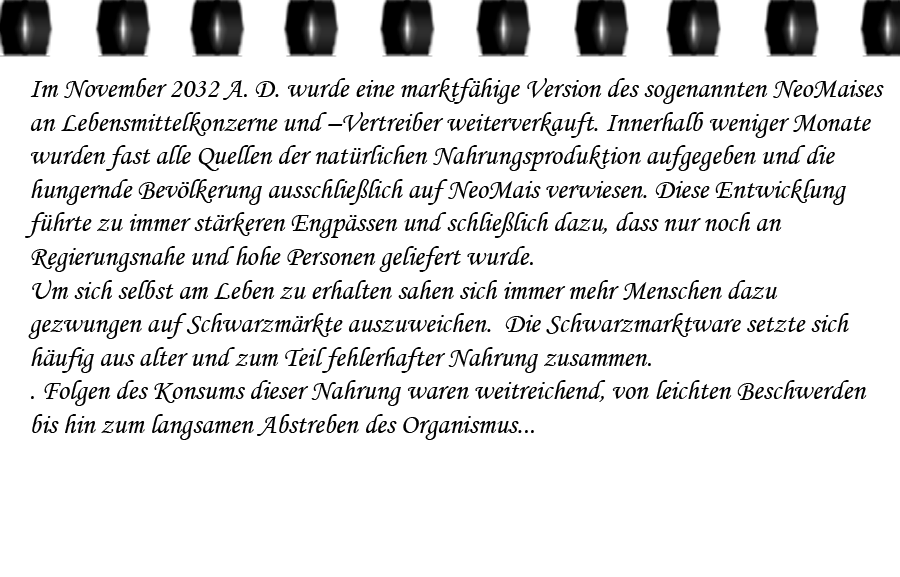 Im November 2032 A. D. wurde eine marktfähige Version des sogenannten NeoMaises
an Lebensmittelkonzerne und –Vertreiber weiterverkauft. Innerhalb weniger Monate
wurden fast alle Quellen der natürlichen Nahrungsproduktion aufgegeben und die
hungernde Bevölkerung ausschließlich auf NeoMais verwiesen. Diese Entwicklung
führte zu immer stärkeren Engpässen und schließlich dazu, dass nur noch an
Regierungsnahe und hohe Personen geliefert wurde.
Um sich selbst am Leben zu erhalten sahen sich immer mehr Menschen dazu
gezwungen auf Schwarzmärkte auszuweichen.  Die Schwarzmarktware setzte sich
häufig aus alter und zum Teil fehlerhafter Nahrung zusammen.
. Folgen des Konsums dieser Nahrung waren weitreichend, von leichten Beschwerden
bis hin zum langsamen Abstreben des Organismus...